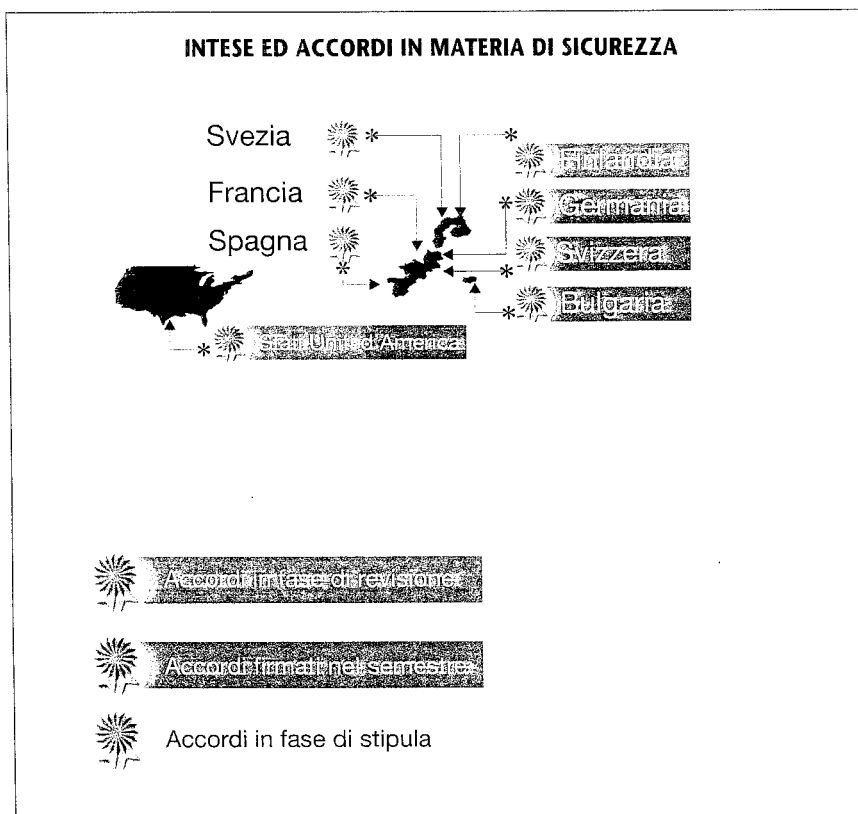 INTESE ED ACCORDI IN MATERIA DI SICUREZZA
Svezia
Finlandia
Francia
Germania
Spagna
Svizzera
Bulgaria
Stati Uniti d'America
Accordi in fase di revisione
Accordi firmati nel semestre
Accordi in fase di stipula